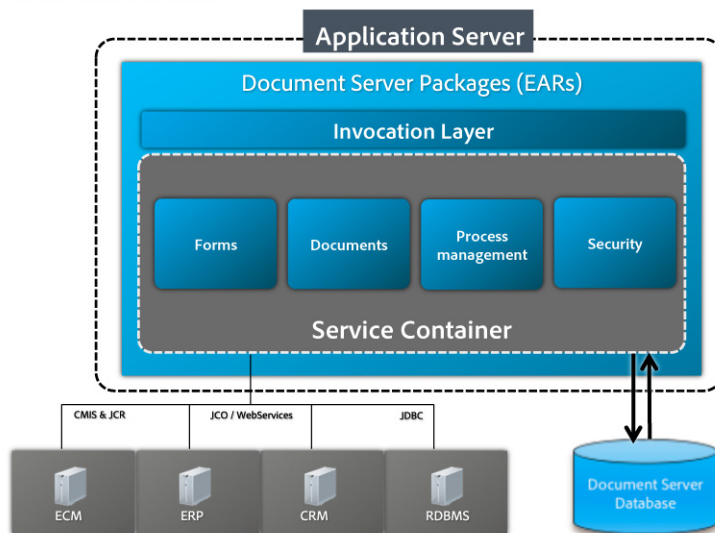 Application Server
Document Server Packages (EARs)
Invocation Layer
Forms
Documents
Process
management
Security
Service Container
CMIS & JCR
JCO / WebServices
JDBC
ECM
ERP
CRM
RDBMS
Document Server
Database